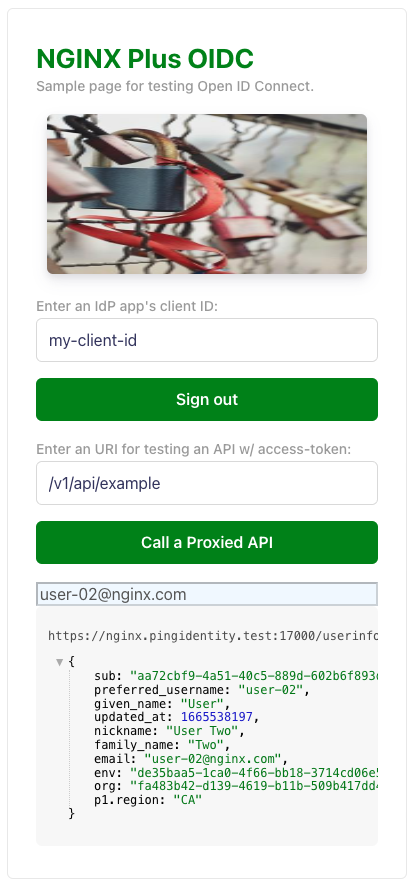 NGINX Plus OIDC
Sample page for testing Open ID Connect.
Enter an IdP app's client ID:
my-client-id
Sign out
Enter an URI for testing an API w/ access-token:
/v1/api/example
Call a Proxied API
user-02@nginx.com
https://nginx.pingidentity.test:17000/userinfo
{
sub: "aa72cbf9-4a51-40c5-889d-602b6f893c
preferred_username: "user-02",
given_name: "User",
updated_at: 1665538197,
nickname: "User Two",
family_name: "Two",
email: "user-02@nginx.com",
env: "de35baa5-1ca0-4f66-bb18-3714cd06e5
org: "fa483b42-d139-4619-b11b-509b417dd4
p1.region: "CA"
}